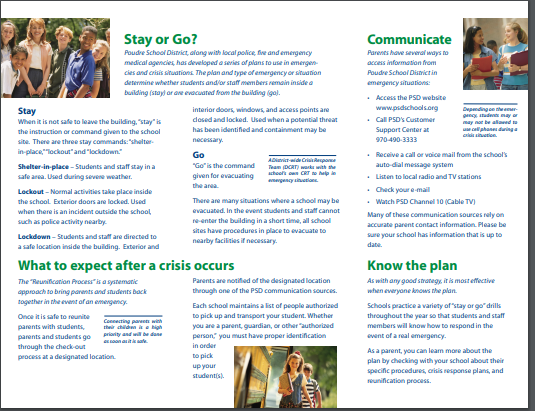 Stay or Go?
Poudre School District, along with local police, fire and emergency
medical agencies, has developed a series of plans to use in emergen-
cies and crisis situations. The plan and type of emergency or situation
determine whether students and/or staff members remain inside a
building (stay) or are evacuated from the building (go).
Stay
When it is not safe to leave the building, “stay” is
the instruction or command given to the school
site. There are three stay commands: “shelter-
in-place,” “lockout” and “lockdown.”
Shelter-in-place – Students and staff stay in a
safe area. Used during severe weather.
Lockout – Normal activities take place inside
the school. Exterior doors are locked. Used
when there is an incident outside the school,
such as police activity nearby.
Lockdown – Students and staff are directed to
a safe location inside the building. Exterior and
interior doors, windows, and access points are
closed and locked. Used when a potential threat
has been identified and containment may be
necessary.
Go
“Go” is the command
given for evacuating
the area.
A District-wide Crisis Response
Team (DCRT) works with the
school's own CRT to help in
emergency situations.
There are many situations where a school may be
evacuated. In the event students and staff cannot
re-enter the building in a short time, all school
sites have procedures in place to evacuate to
nearby facilities if necessary.
Communicate
Parents have several ways to
access information from
Poudre School District in
emergency situations:
• Access the PSD website
www.psdschools.org
• Call PSD's Customer
Support Center at
970-490-3333
Depending on the emer-
gency, students may or
may not be allowed to
use cell phones during a
crisis situation.
• Receive a call or voice mail from the school's
auto-dial message system
• Listen to local radio and TV stations
• Check your e-mail
• Watch PSD Channel 10 (Cable TV)
Many of these communication sources rely on
accurate parent contact information. Please be
sure your school has information that is up to
date.
What to expect after a crisis occurs
The “Reunification Process” is a systematic
approach to bring parents and students back
together in the event of an emergency.
Once it is safe to reunite
parents with students,
parents and students go
through the check-out
process at a designated location.
Connecting parents with
their children is a high
priority and will be done
as soon as it is safe.
Parents are notified of the designated location
through one of the PSD communication sources.
Each school maintains a list of people authorized
to pick up and transport your student. Whether
you are a parent, guardian, or other “authorized
person,” you must have proper identification
in order
to pick
up your
student(s).
Know the plan
As with any good strategy, it is most effective
when everyone knows the plan.
Schools practice a variety of “stay or go” drills
throughout the year so that students and staff
members will know how to respond in the
event of a real emergency.
As a parent, you can learn more about the
plan by checking with your school about their
specific procedures, crisis response plans, and
reunification process.